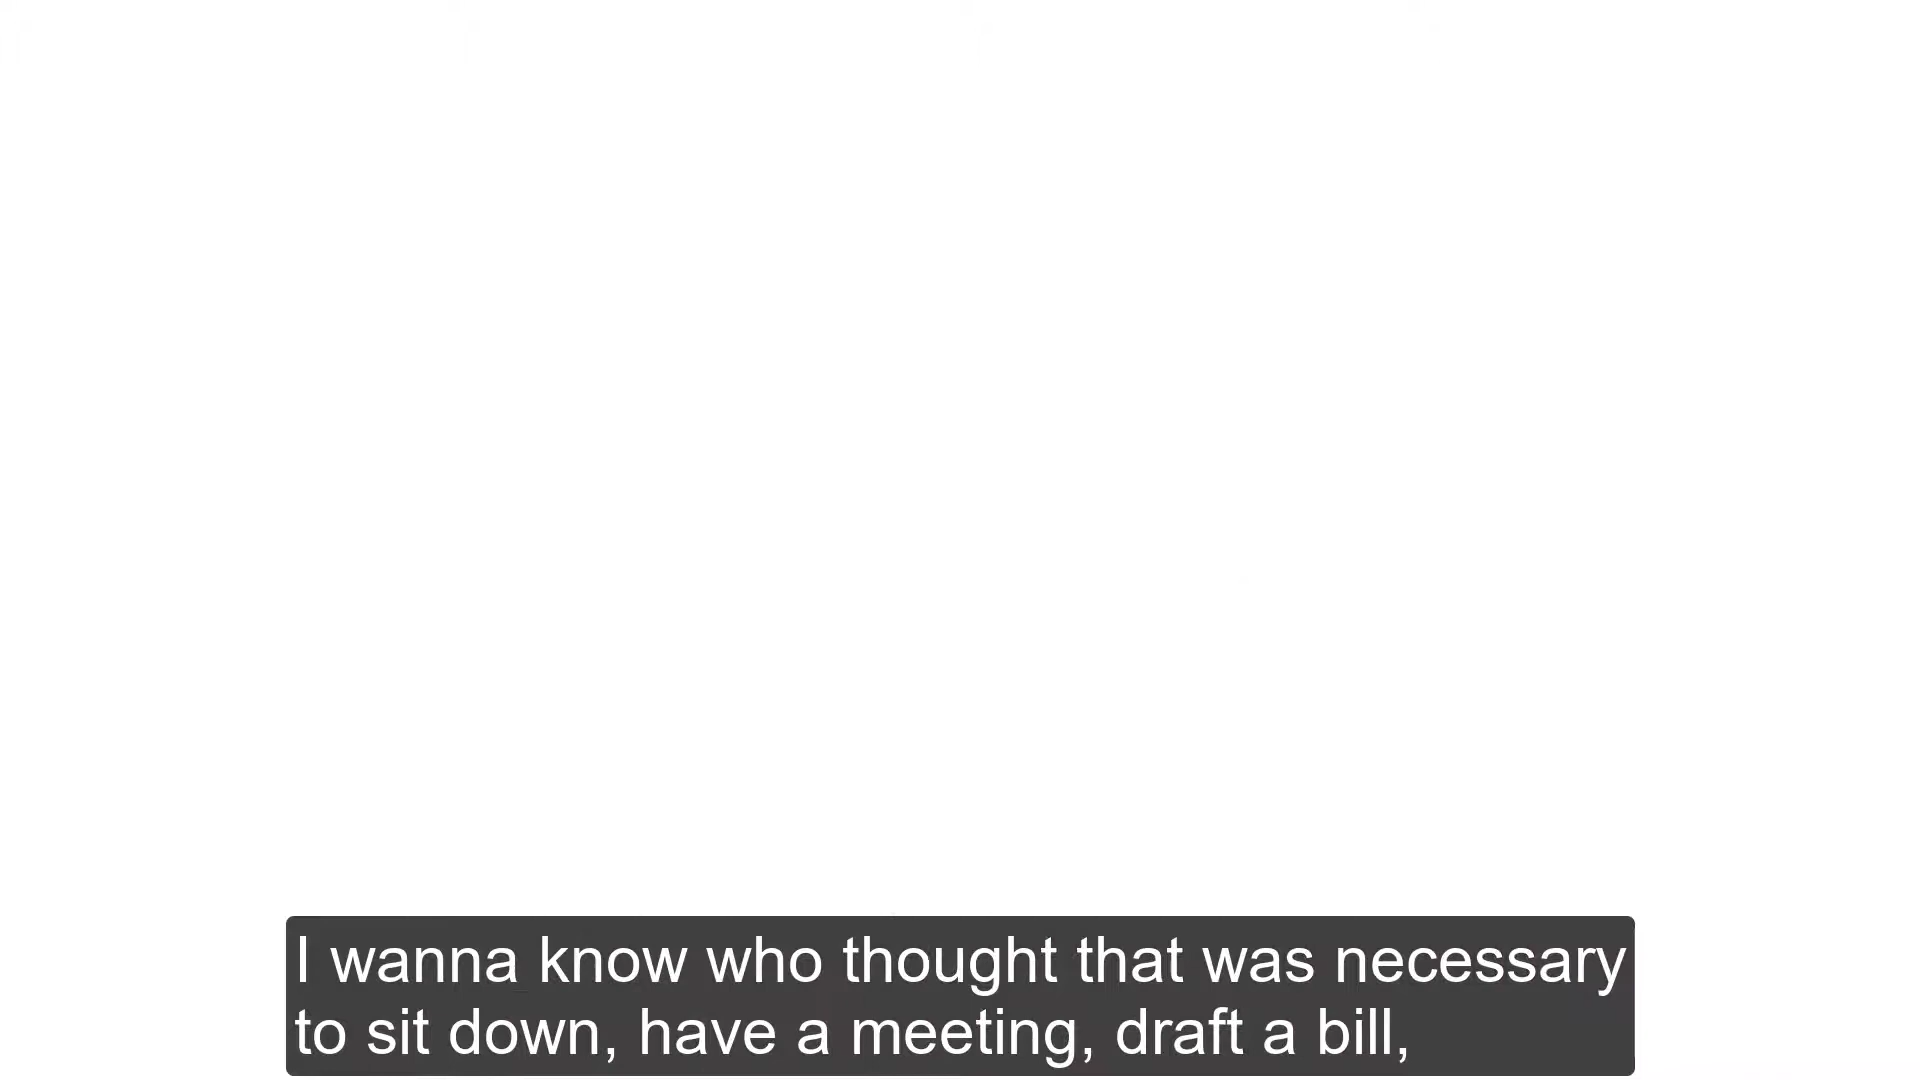 I wanna know who thought that was necessary
to sit down, have a meeting, draft a bill,